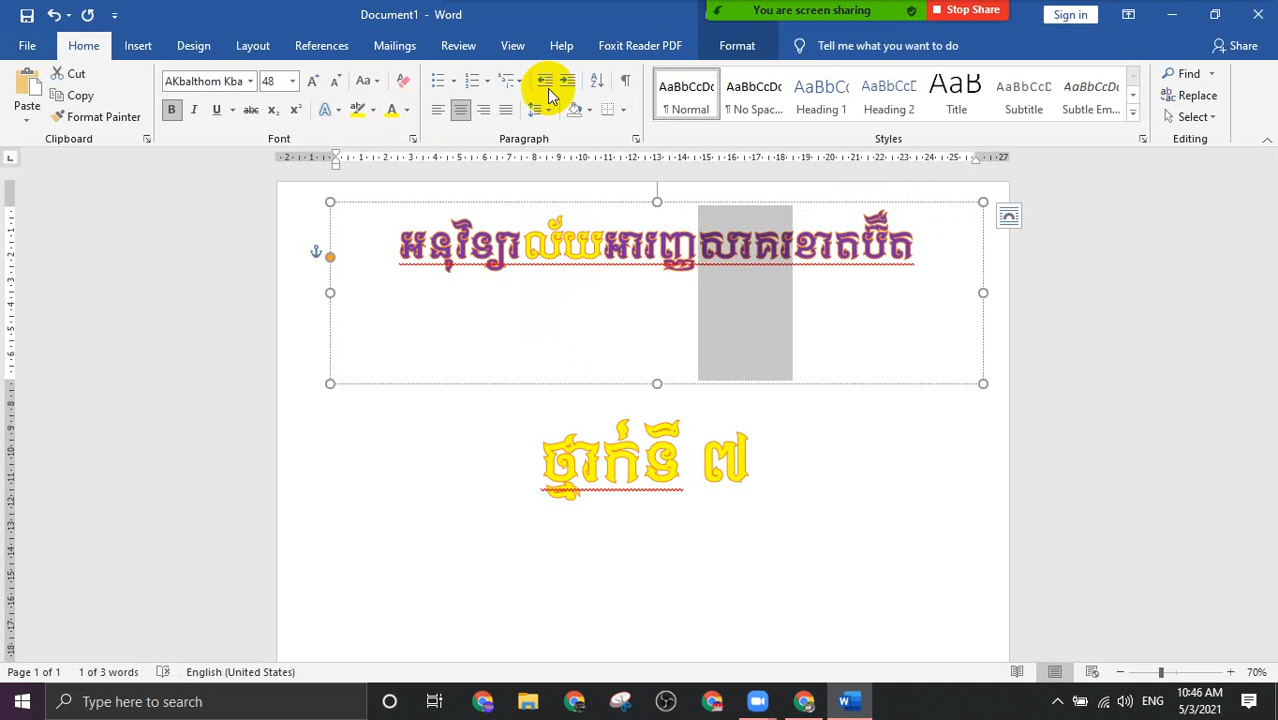 Document1 - Word
You are screen sharing
Stop Share
Sign in
File
Home
Insert
Design
Layout
References
Mailings
Review
View
Help
Foxit Reader PDF
Format
Tell me what you want to do
Share
Paste
Cut
Copy
Format Painter
Clipboard
AKbalthom Kba
48
Aa
B I U
A
A
Font
Paragraph
AaBbCcDc
¶ Normal
AaBbCcDc
¶ No Spac...
AaBbCc
Heading 1
AaBbCcD
Heading 2
AaB
Title
AaBbCcD
Subtitle
AaBbCcDc
Subtle Em...
Styles
Find
Replace
Select
Editing
អនុវិទ្យាល័យអារញ្ញសាគរខាតប៊ឹត
ថ្នាក់ទី ៧
Page 1 of 1
1 of 3 words
English (United States)
70%
Type here to search
ENG
10:46 AM
5/3/2021